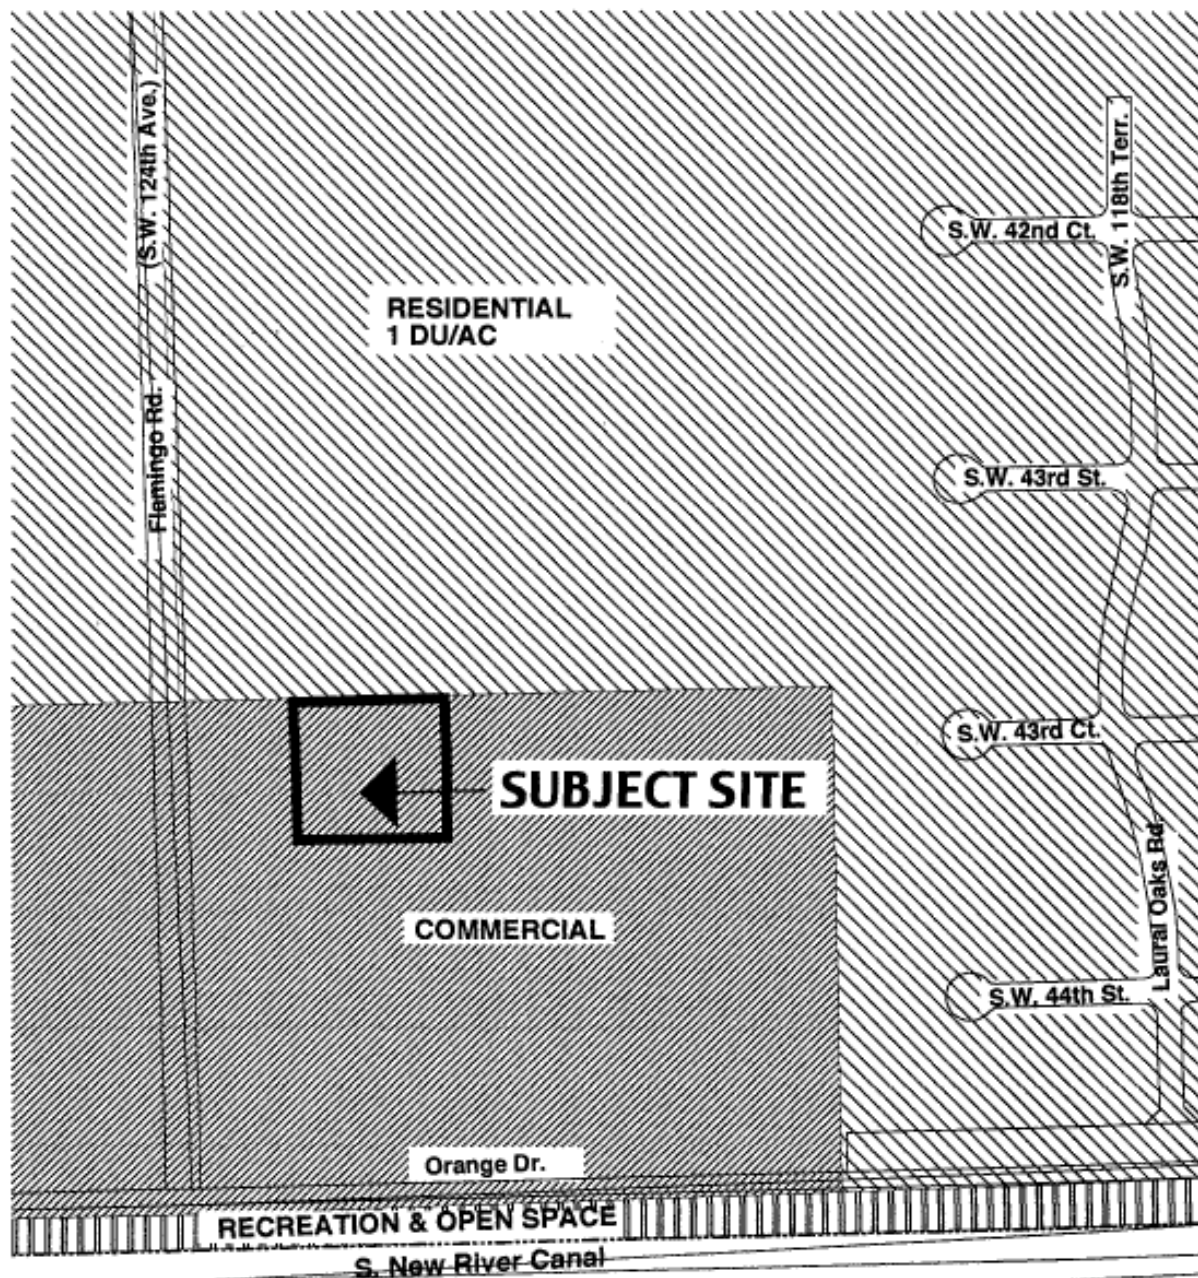 (S.W. 124th Ave.)
S.W. 118th Terr.
S.W. 42nd Ct.
RESIDENTIAL
1 DU/AC
Flamingo Rd.
S.W. 43rd St.
S.W. 43rd Ct.
SUBJECT SITE
Laural Oaks Rd.
COMMERCIAL
S.W. 44th St.
Orange Dr.
RECREATION & OPEN SPACE
S. New River Canal